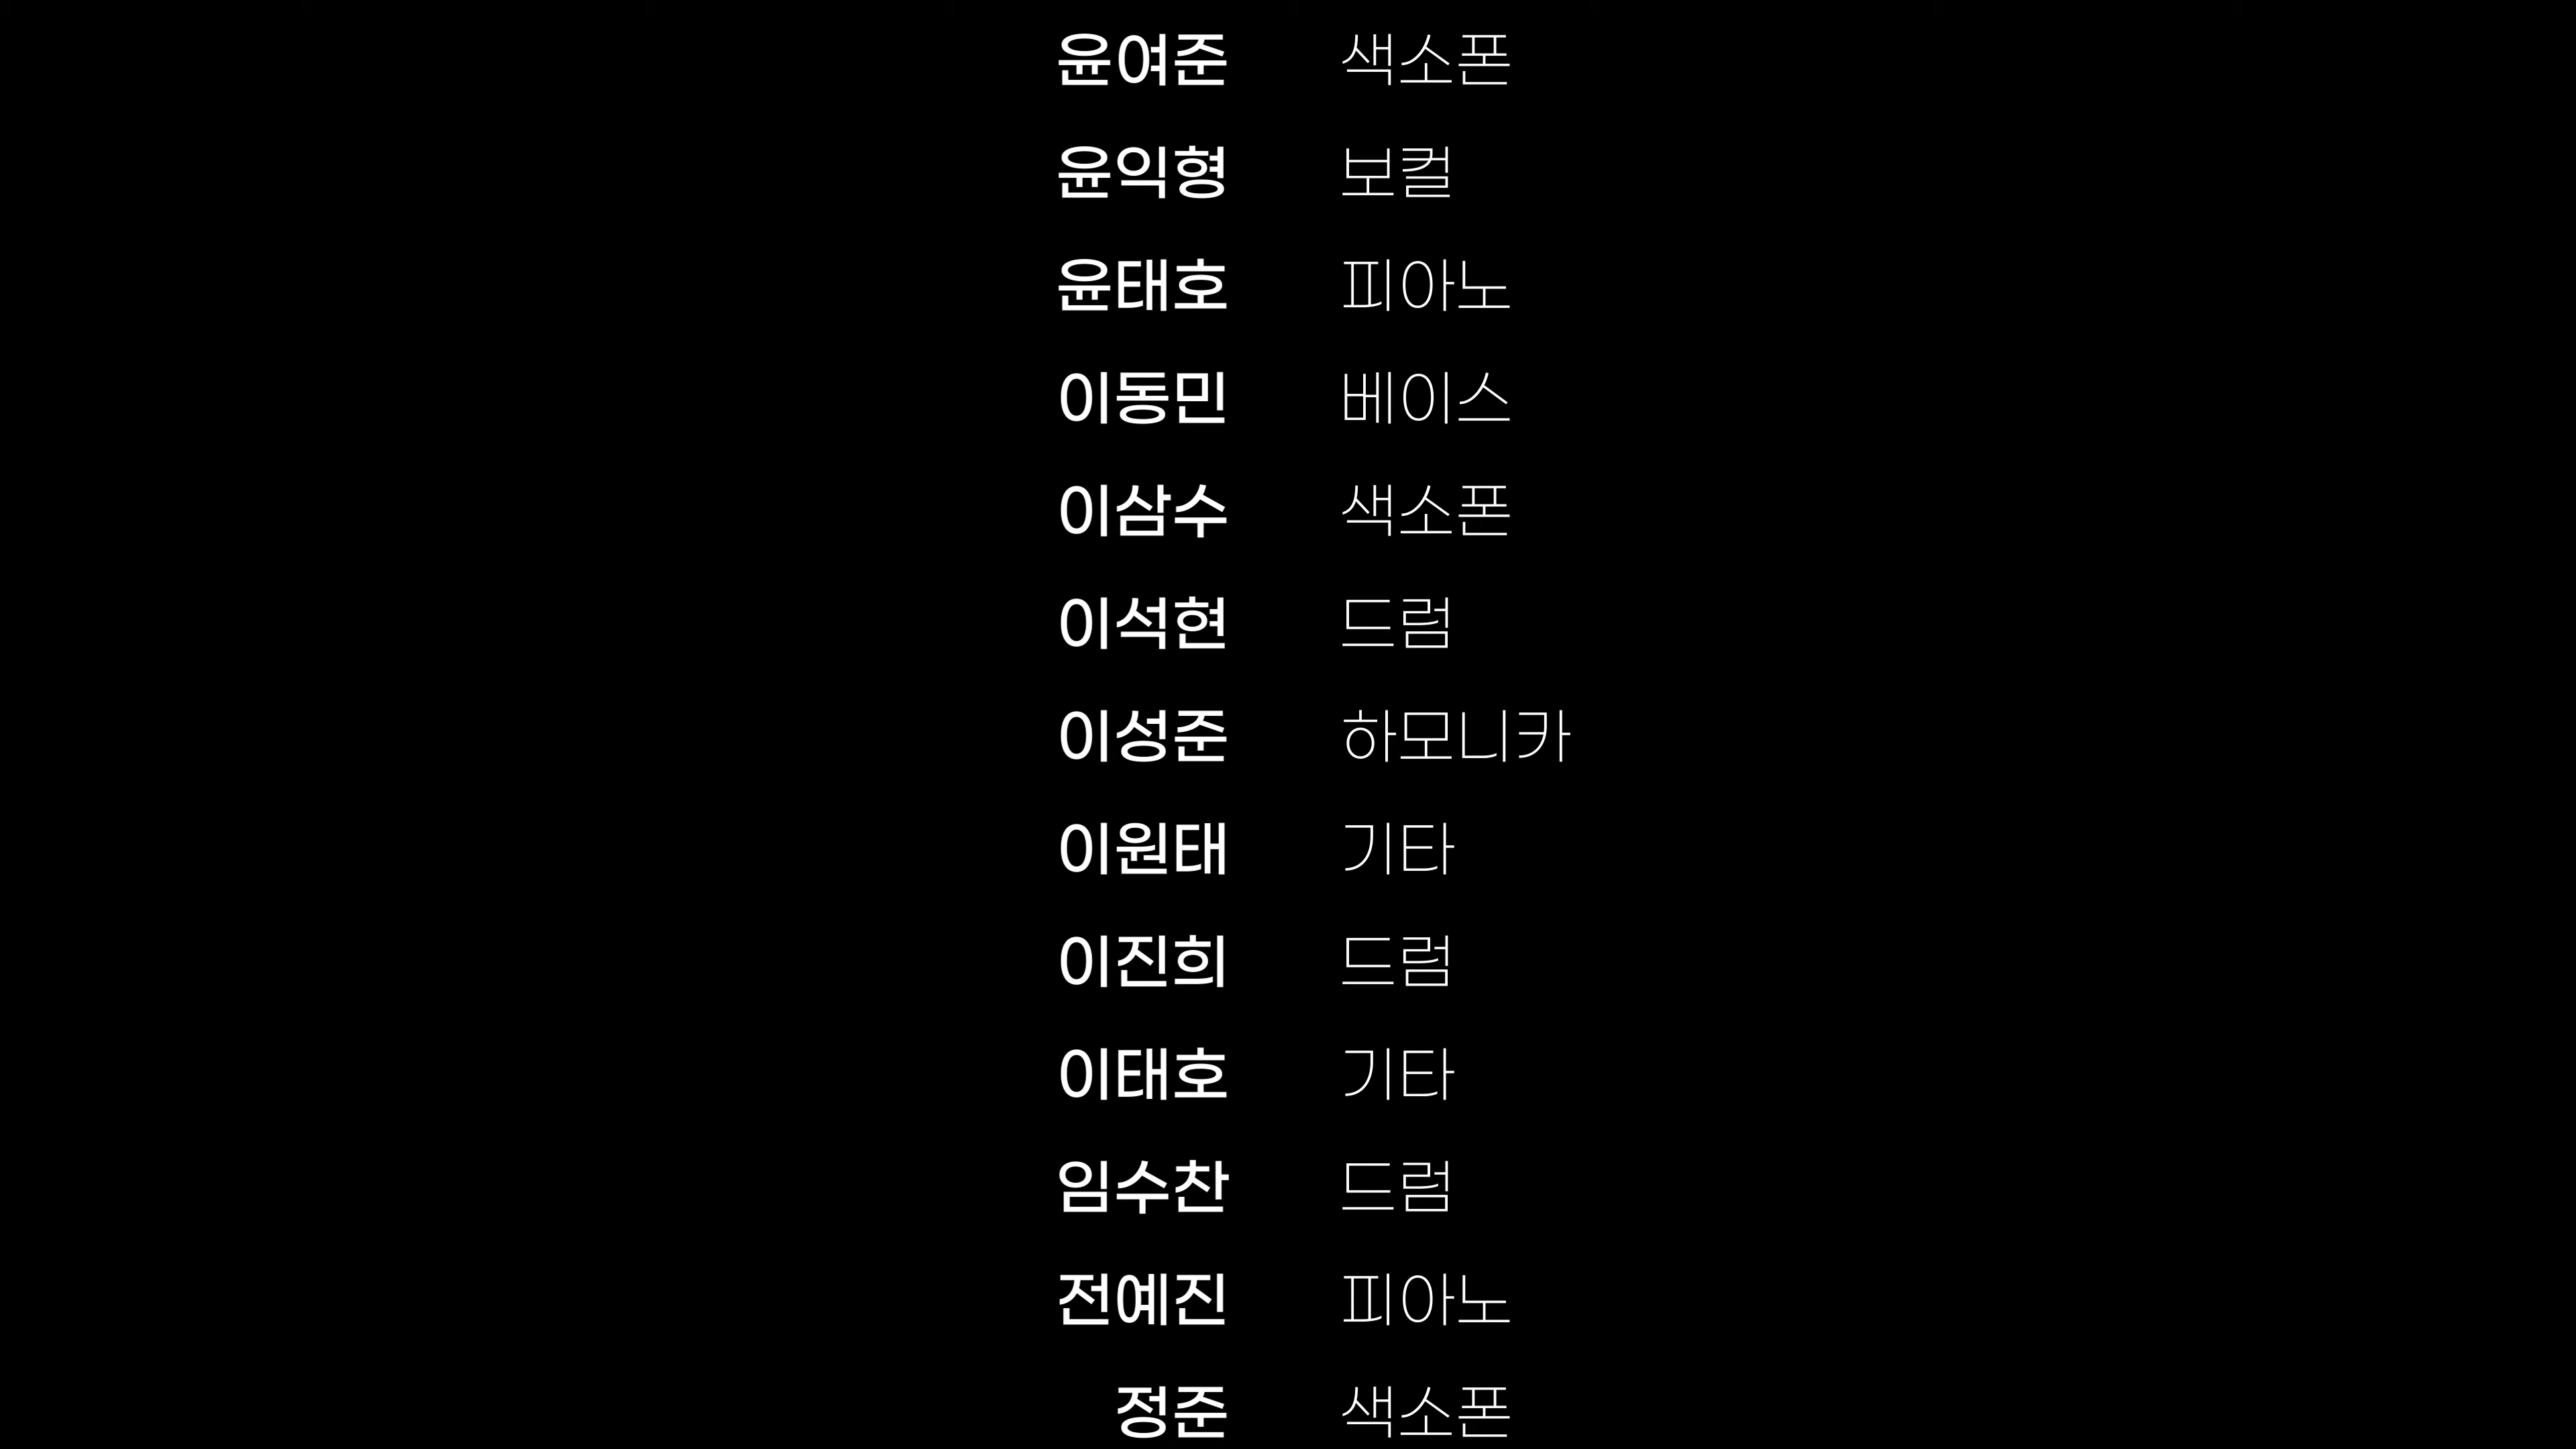 윤여준 색소폰
윤익형 보컬
윤태호 피아노
이동민 베이스
이삼수 색소폰
이석현 드럼
이성준 하모니카
이원태 기타
이진희 드럼
이태호 기타
임수찬 드럼
전예진 피아노
정준 색소폰